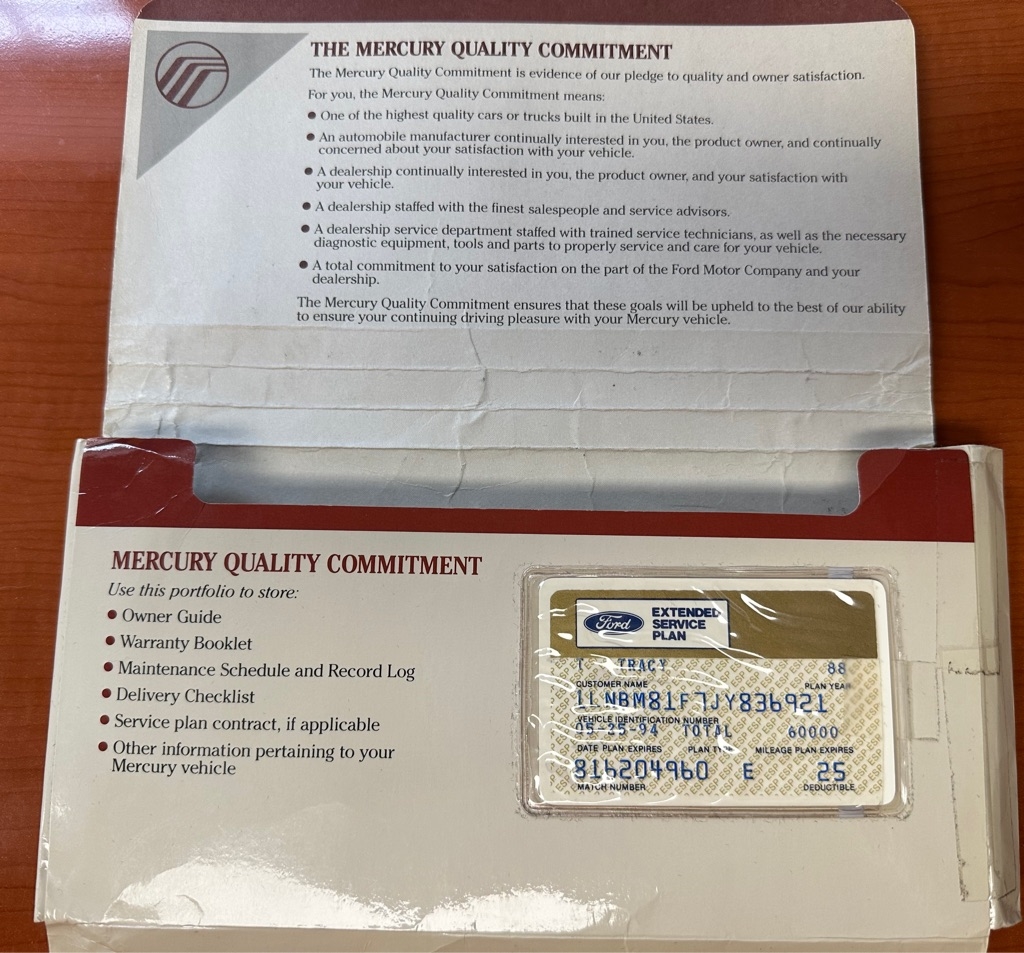 THE MERCURY QUALITY COMMITMENT
The Mercury Quality Commitment is evidence of our pledge to quality and owner satisfaction.
For you, the Mercury Quality Commitment means:
• One of the highest quality cars or trucks built in the United States.
• An automobile manufacturer continually interested in you, the product owner, and continually
concerned about your satisfaction with your vehicle.
• A dealership continually interested in you, the product owner, and your satisfaction with
your vehicle.
• A dealership staffed with the finest salespeople and service advisors.
• A dealership service department staffed with trained service technicians, as well as the necessary
diagnostic equipment, tools and parts to properly service and care for your vehicle.
• A total commitment to your satisfaction on the part of the Ford Motor Company and your
dealership.
The Mercury Quality Commitment ensures that these goals will be upheld to the best of our ability
to ensure your continuing driving pleasure with your Mercury vehicle.
MERCURY QUALITY COMMITMENT
Use this portfolio to store:
• Owner Guide
• Warranty Booklet
• Maintenance Schedule and Record Log
• Delivery Checklist
• Service plan contract, if applicable
• Other information pertaining to your
Mercury vehicle
Ford
EXTENDED
SERVICE
PLAN
T TRACY 88
CUSTOMER NAME PLAN YEAR
VEHICLE IDENTIFICATION NUMBER
05-25-94 TOTAL 60000
DATE PLAN EXPIRES PLAN TYPE MILEAGE PLAN EXPIRES
816204960 E 25
MATCH NUMBER DEDUCTIBLE